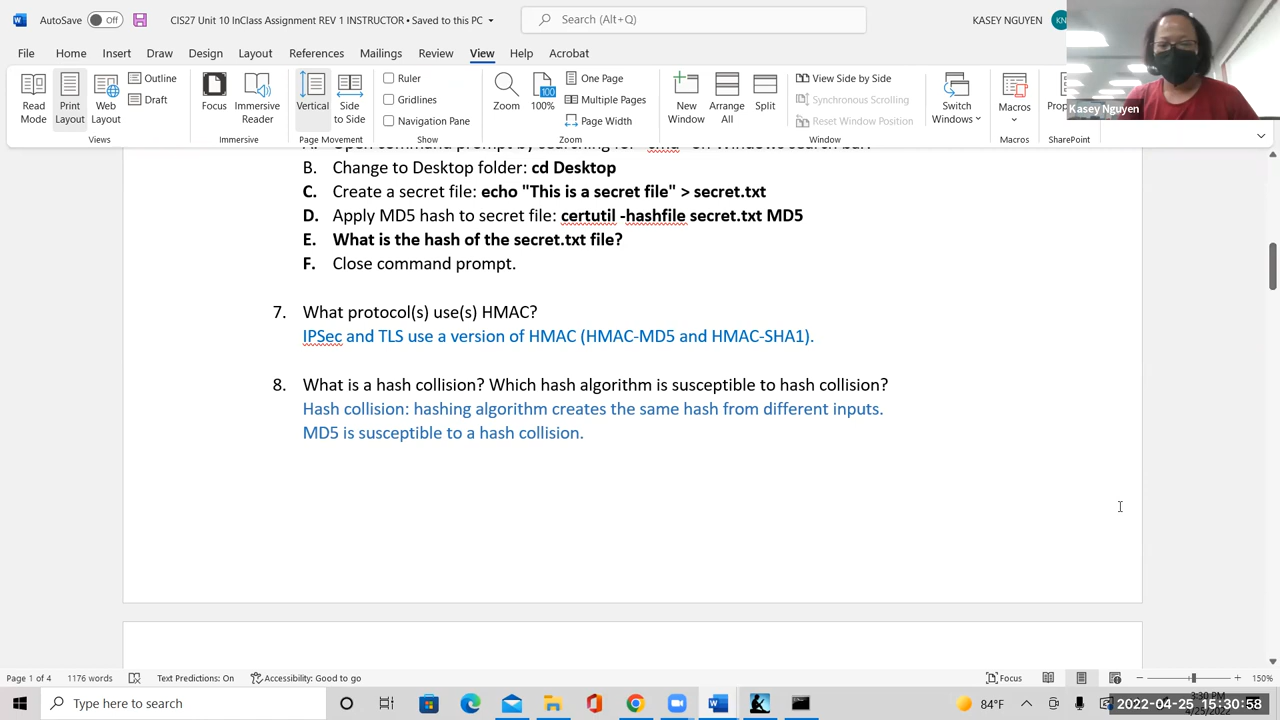 AutoSave Off CIS27 Unit 10 InClass Assignment REV 1 INSTRUCTOR • Saved to this PC Search (Alt+Q) KASEY NGUYEN KN
File Home Insert Draw Design Layout References Mailings Review View Help Acrobat
Read Mode
Print Layout
Web Layout
Outline
Draft
Views
Focus
Immersive Reader
Immersive
Vertical
Side to Side
Page Movement
Ruler
Gridlines
Navigation Pane
Show
Zoom
100
100%
One Page
Multiple Pages
Page Width
Zoom
New Window
Arrange All
Split
View Side by Side
Synchronous Scrolling
Reset Window Position
Window
Switch Windows
Macros
Macros
SharePoint
Kasey Nguyen
B. Change to Desktop folder: cd Desktop
C. Create a secret file: echo "This is a secret file" > secret.txt
D. Apply MD5 hash to secret file: certutil -hashfile secret.txt MD5
E. What is the hash of the secret.txt file?
F. Close command prompt.
7. What protocol(s) use(s) HMAC?
IPSec and TLS use a version of HMAC (HMAC-MD5 and HMAC-SHA1).
8. What is a hash collision? Which hash algorithm is susceptible to hash collision?
Hash collision: hashing algorithm creates the same hash from different inputs.
MD5 is susceptible to a hash collision.
Page 1 of 4 1176 words Text Predictions: On Accessibility: Good to go Focus 150%
Type here to search 84°F
3:30 PM
2022-04-25 15:30:58
4/25/2022